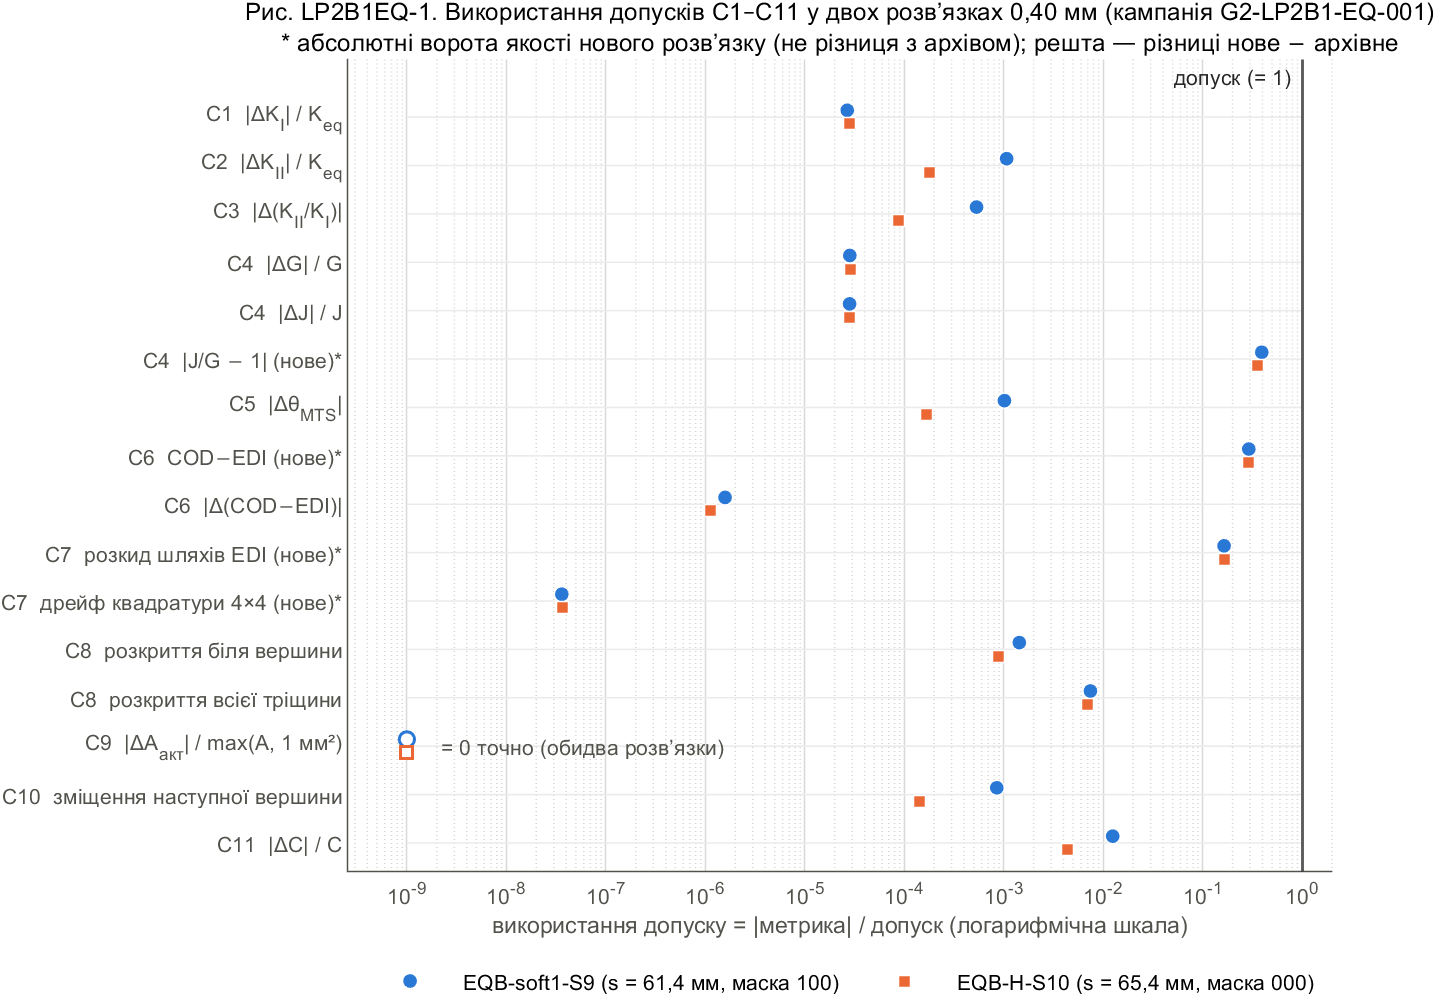 Рис. LP2B1EQ-1. Використання допусків C1–C11 у двох розв’язках 0,40 мм (кампанія G2-LP2B1-EQ-001)
* абсолютні ворота якості нового розв’язку (не різниця з архівом); решта — різниці нове − архівне
допуск (= 1)
C1 |ΔK_I| / K_eq
C2 |ΔK_II| / K_eq
C3 |Δ(K_II/K_I)|
C4 |ΔG| / G
C4 |ΔJ| / J
C4 |J/G − 1| (нове)*
C5 |Δθ_MTS|
C6 COD−EDI (нове)*
C6 |Δ(COD−EDI)|
C7 розкид шляхів EDI (нове)*
C7 дрейф квадратури 4×4 (нове)*
C8 розкриття біля вершини
C8 розкриття всієї тріщини
C9 |ΔA_акт| / max(A, 1 мм²)
= 0 точно (обидва розв’язки)
C10 зміщення наступної вершини
C11 |ΔC| / C
10^-9 10^-8 10^-7 10^-6 10^-5 10^-4 10^-3 10^-2 10^-1 10^0
використання допуску = |метрика| / допуск (логарифмічна шкала)
EQB-soft1-S9 (s = 61,4 мм, маска 100) EQB-H-S10 (s = 65,4 мм, маска 000)